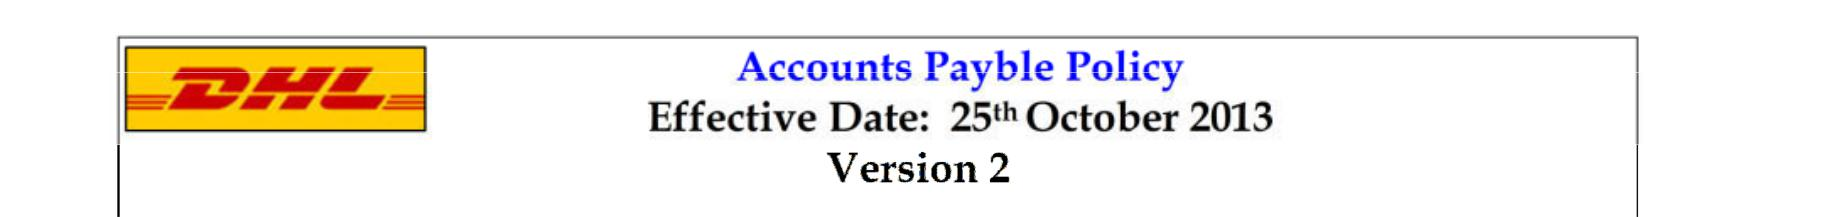 DHL
Accounts Payble Policy
Effective Date: 25th October 2013
Version 2